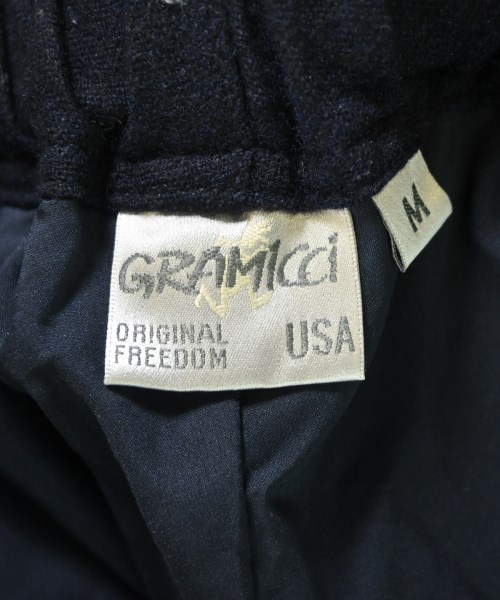 GRAMICCi
ORIGINAL
FREEDOM
USA
M